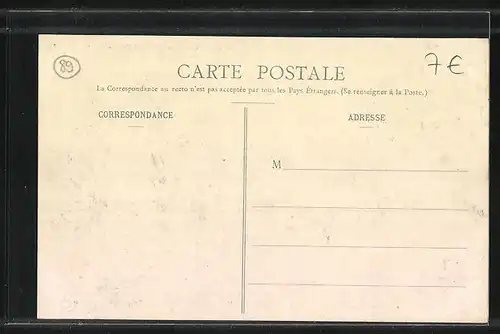 89
7 €
CARTE POSTALE
La Correspondance au recto n'est pas acceptée par tous les Pays Étrangers. (Se renseigner à la Poste.)
CORRESPONDANCE
ADRESSE
M